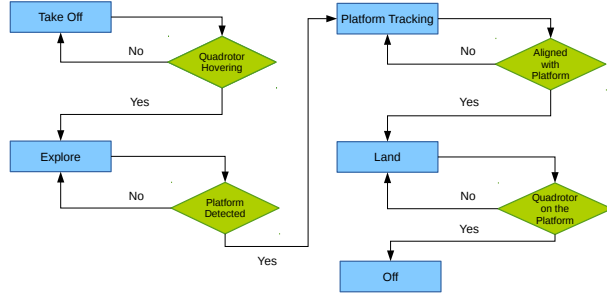 Take Off
No
Quadrotor
Hovering
Yes
Explore
No
Platform
Detected
Yes
Platform Tracking
No
Aligned
with
Platform
Yes
Land
No
Quadrotor
on the
Platform
Yes
Off